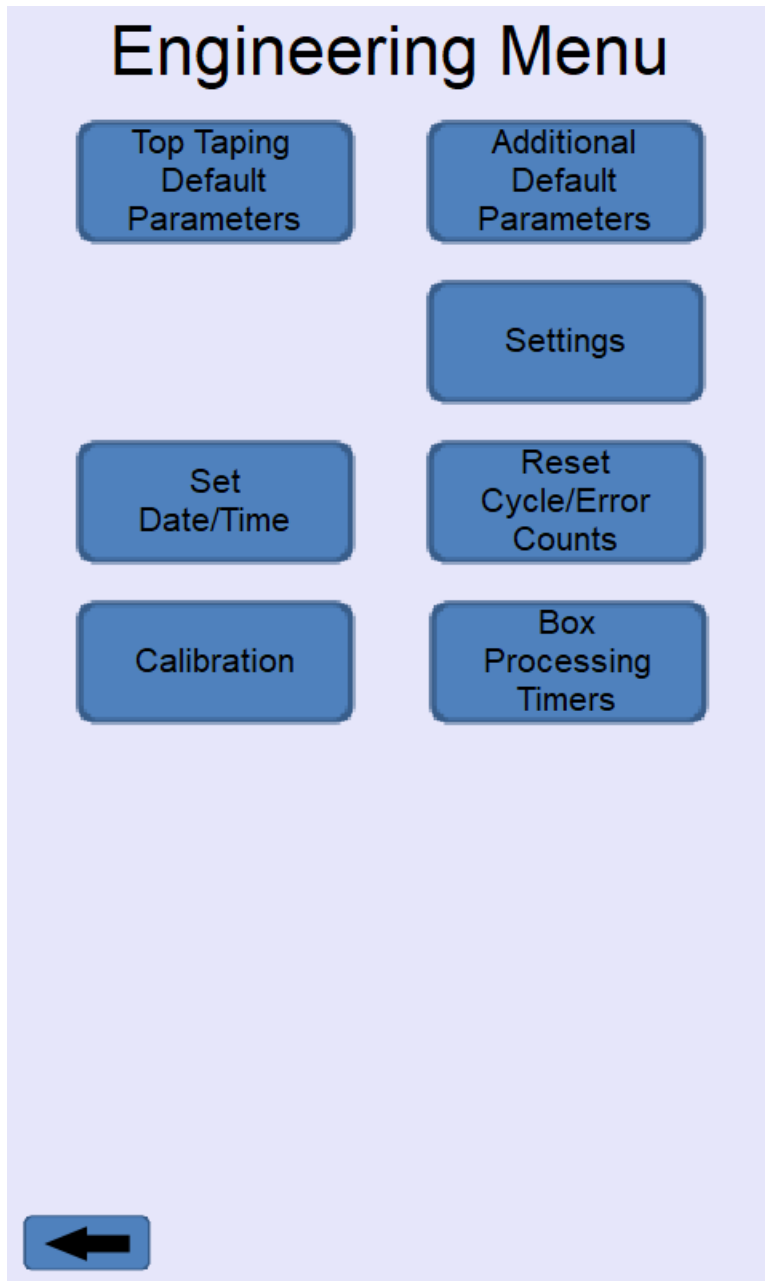 Engineering Menu
Top Taping
Default
Parameters
Additional
Default
Parameters
Settings
Set
Date/Time
Reset
Cycle/Error
Counts
Calibration
Box
Processing
Timers